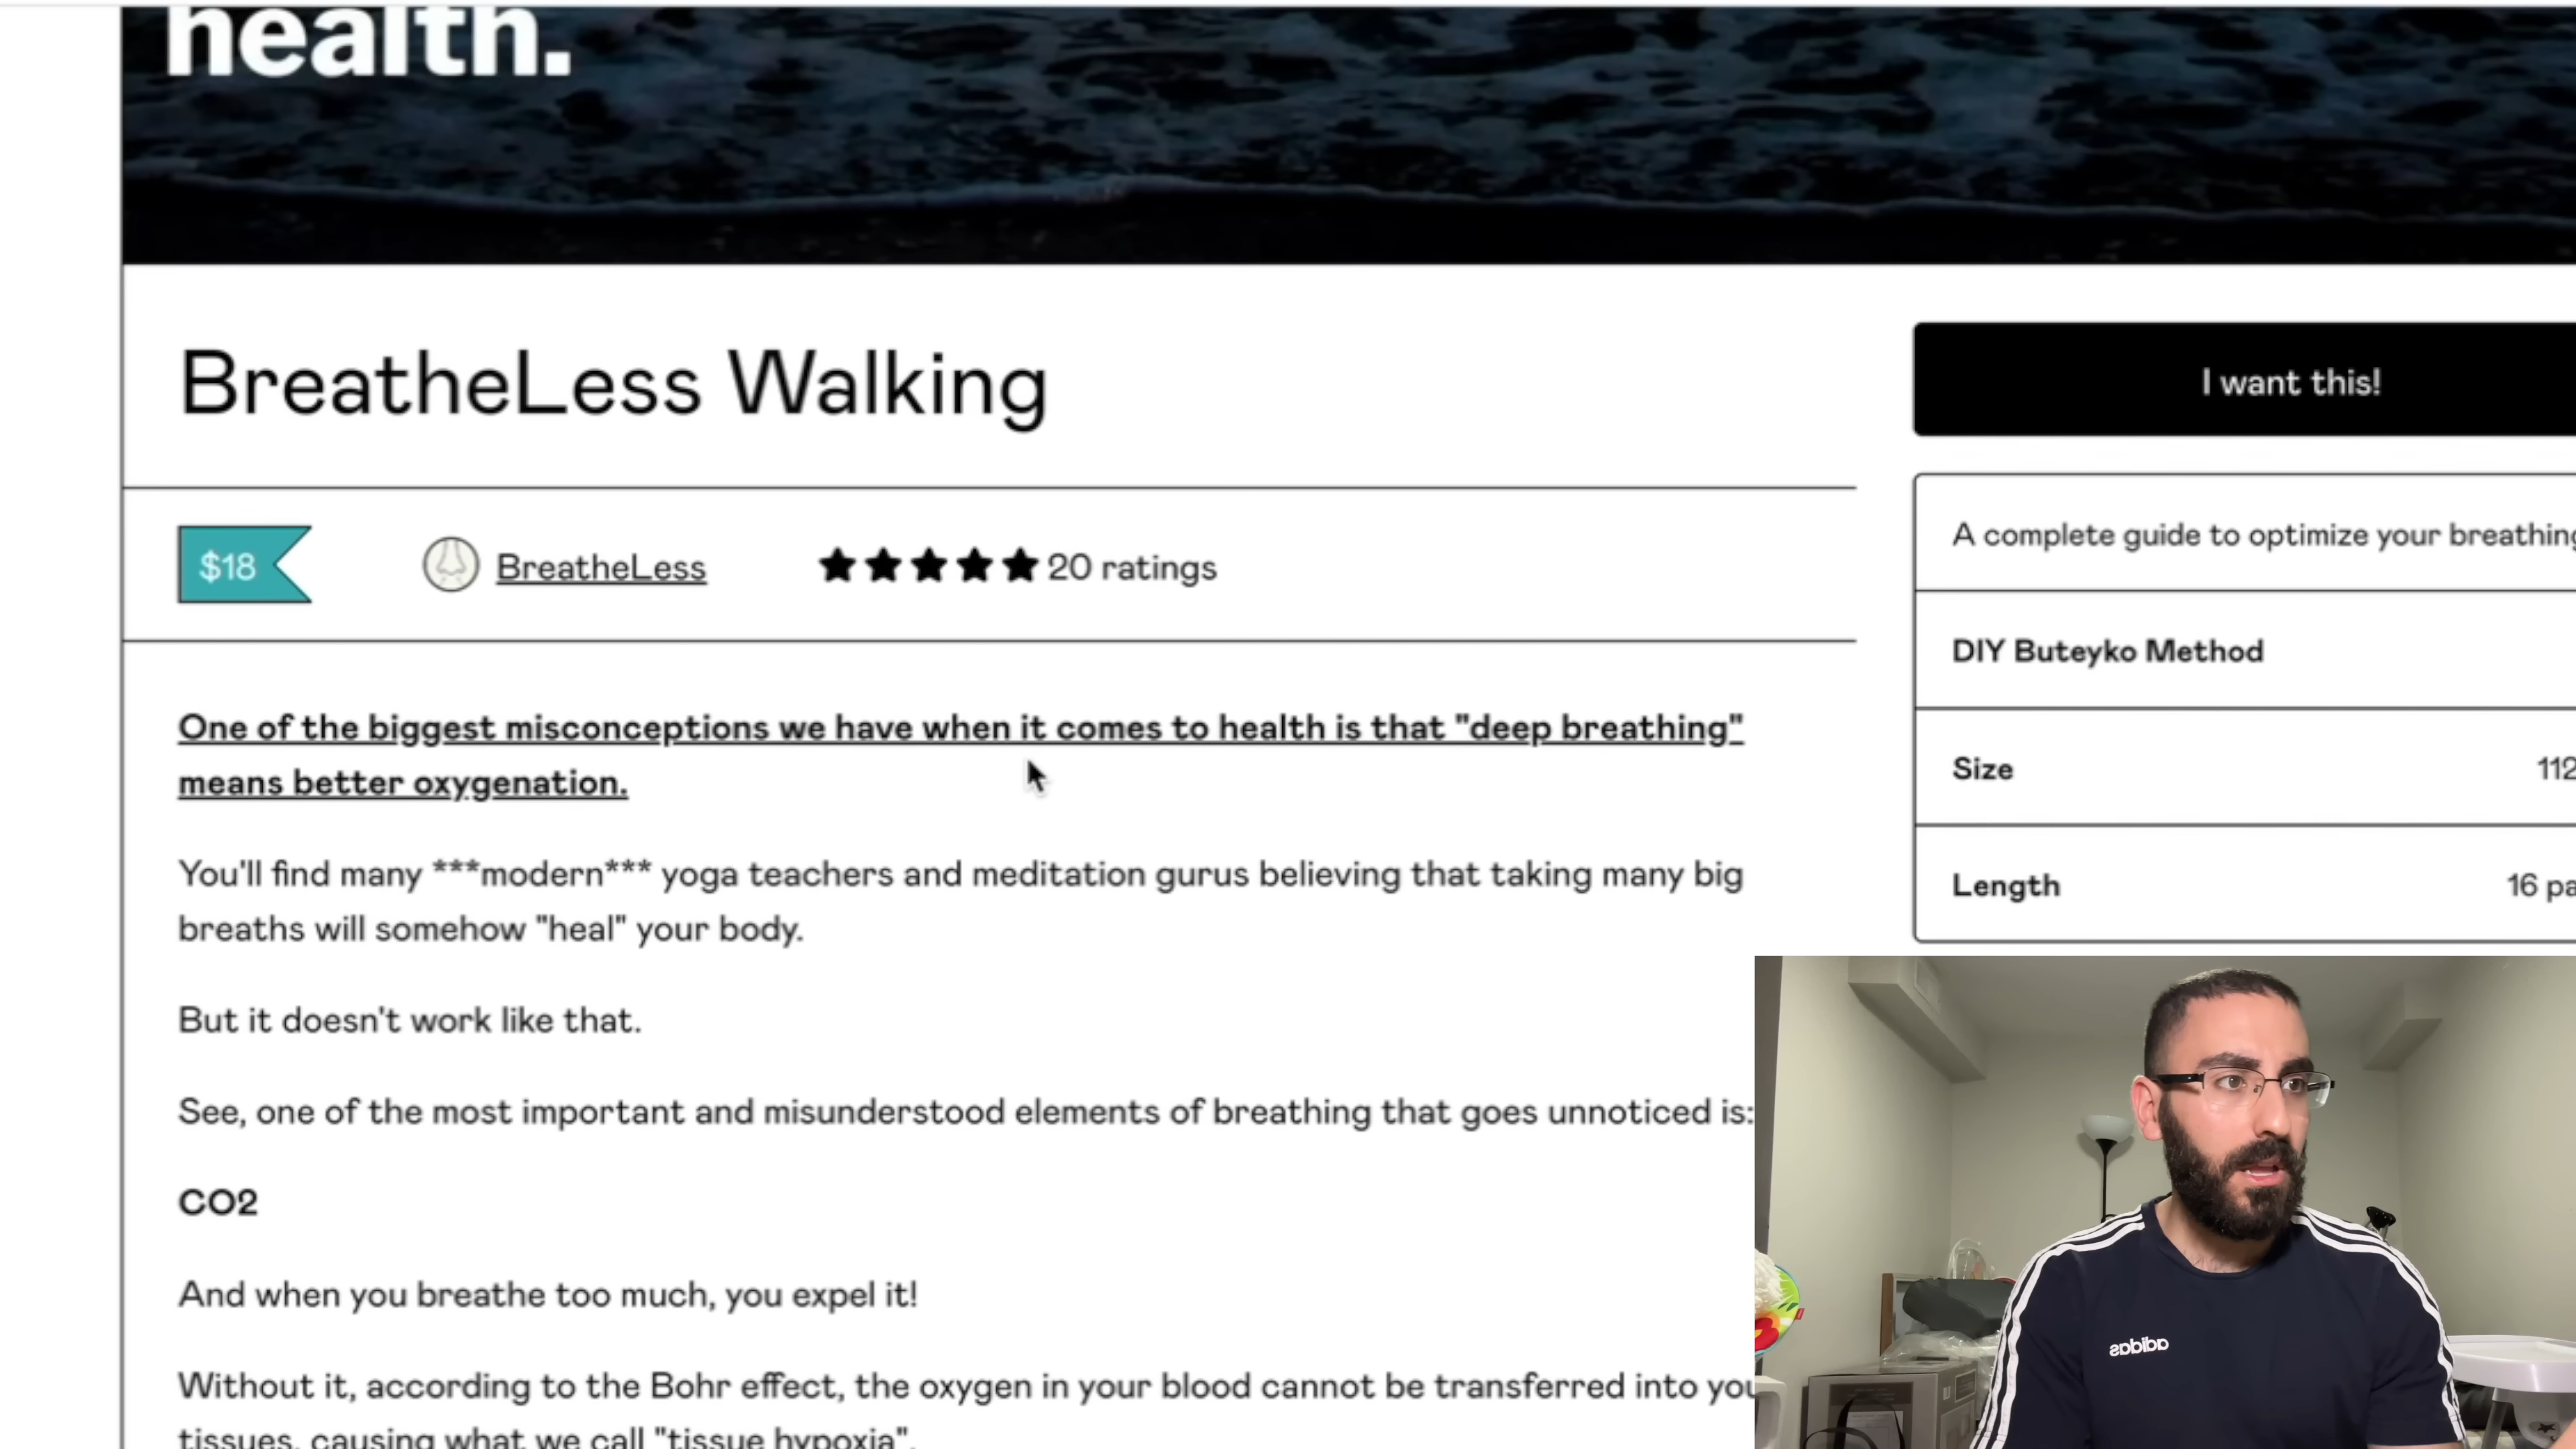 health.
BreatheLess Walking
I want this!
$18
BreatheLess
20 ratings
A complete guide to optimize your breathing
DIY Buteyko Method
Size
112
Length
16
One of the biggest misconceptions we have when it comes to health is that "deep breathing"
means better oxygenation.
You'll find many ***modern*** yoga teachers and meditation gurus believing that taking many big
breaths will somehow "heal" your body.
But it doesn't work like that.
See, one of the most important and misunderstood elements of breathing that goes unnoticed is:
CO2
And when you breathe too much, you expel it!
Without it, according to the Bohr effect, the oxygen in your blood cannot be transferred into
tissues, causing what we call "tissue hypoxia".
adidas